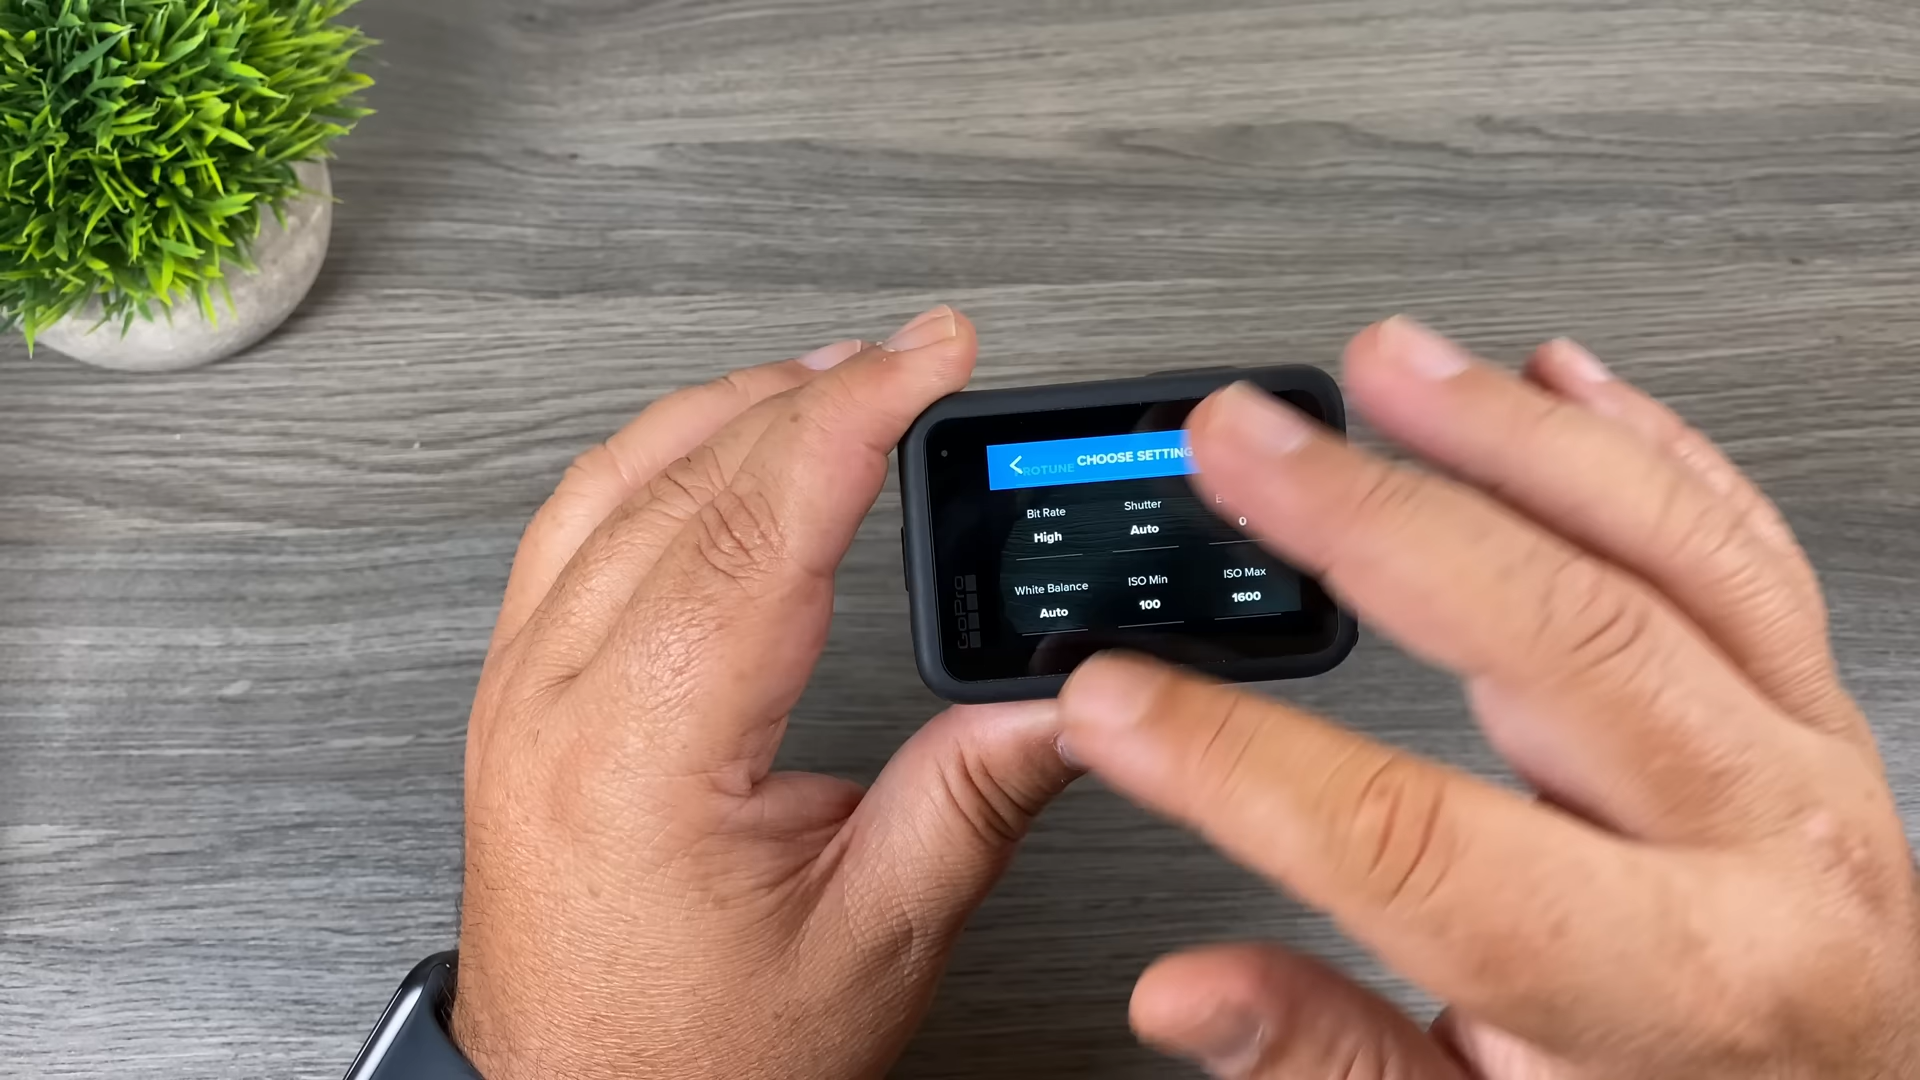 PROTUNE
CHOOSE SETTING
Bit Rate
High
Shutter
Auto
0
White Balance
Auto
ISO Min
100
ISO Max
1600
GoPro